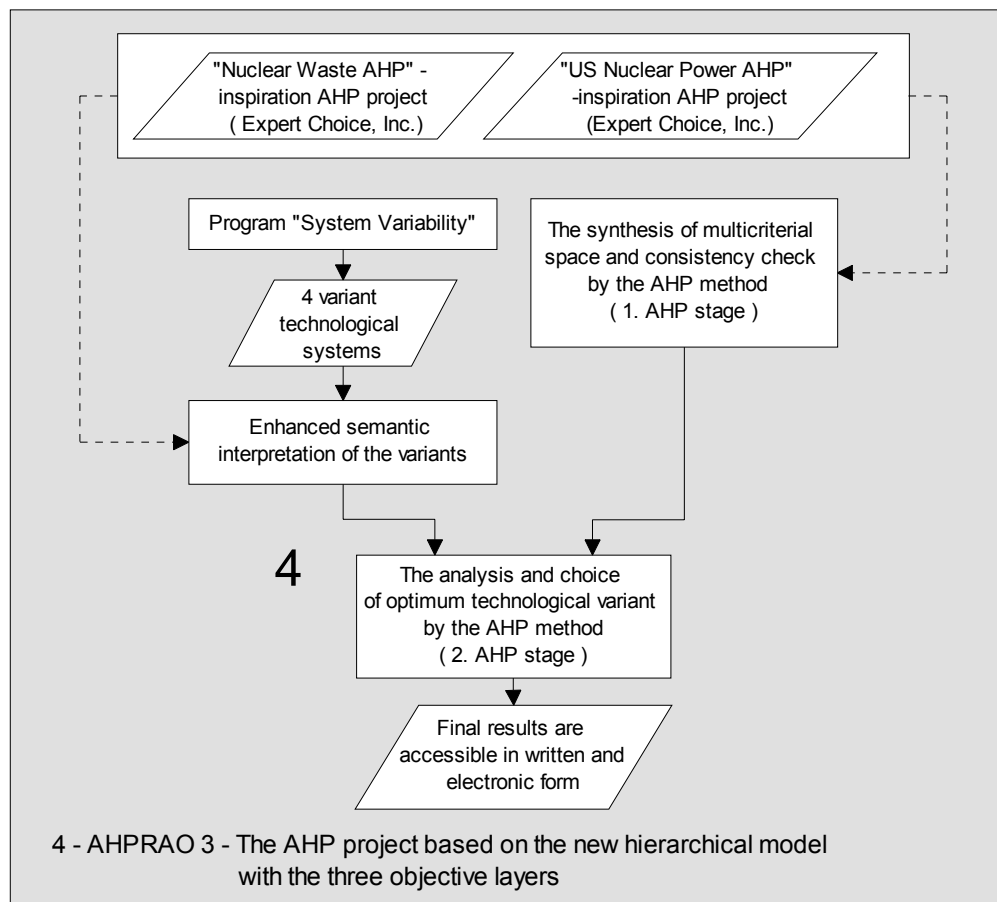 "Nuclear Waste AHP" -
inspiration AHP project
( Expert Choice, Inc.)
"US Nuclear Power AHP"
-inspiration AHP project
(Expert Choice, Inc.)
Program "System Variability"
The synthesis of multicriterial
space and consistency check
by the AHP method
( 1. AHP stage )
4 variant
technological
systems
Enhanced semantic
interpretation of the variants
4
The analysis and choice
of optimum technological variant
by the AHP method
( 2. AHP stage )
Final results are
accessible in written and
electronic form
4 - AHPRAO 3 - The AHP project based on the new hierarchical model
with the three objective layers